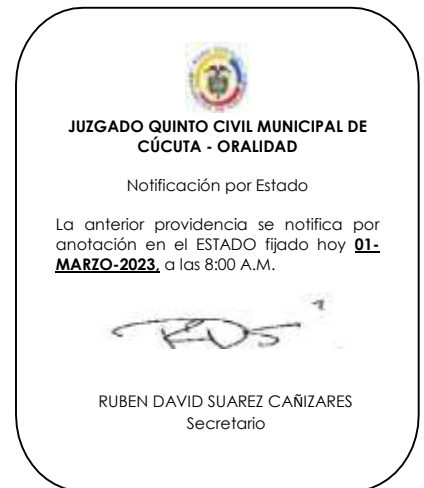 JUZGADO QUINTO CIVIL MUNICIPAL DE
CÚCUTA - ORALIDAD
Notificación por Estado
La anterior providencia se notifica por
anotación en el ESTADO fijado hoy 01-
MARZO-2023, a las 8:00 A.M.
RUBEN DAVID SUAREZ CAÑIZARES
Secretario